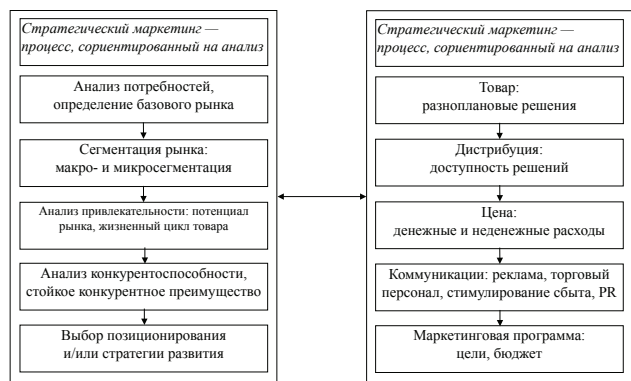 Стратегический маркетинг —
процесс, сориентированный на анализ
Анализ потребностей,
определение базового рынка
Сегментация рынка:
макро- и микросегментация
Анализ привлекательности: потенциал
рынка, жизненный цикл товара
Анализ конкурентоспособности,
стойкое конкурентное преимущество
Выбор позиционирования
и/или стратегии развития
Стратегический маркетинг —
процесс, сориентированный на анализ
Товар:
разноплановые решения
Дистрибуция:
доступность решений
Цена:
денежные и неденежные расходы
Коммуникации: реклама, торговый
персонал, стимулирование сбыта, PR
Маркетинговая программа:
цели, бюджет